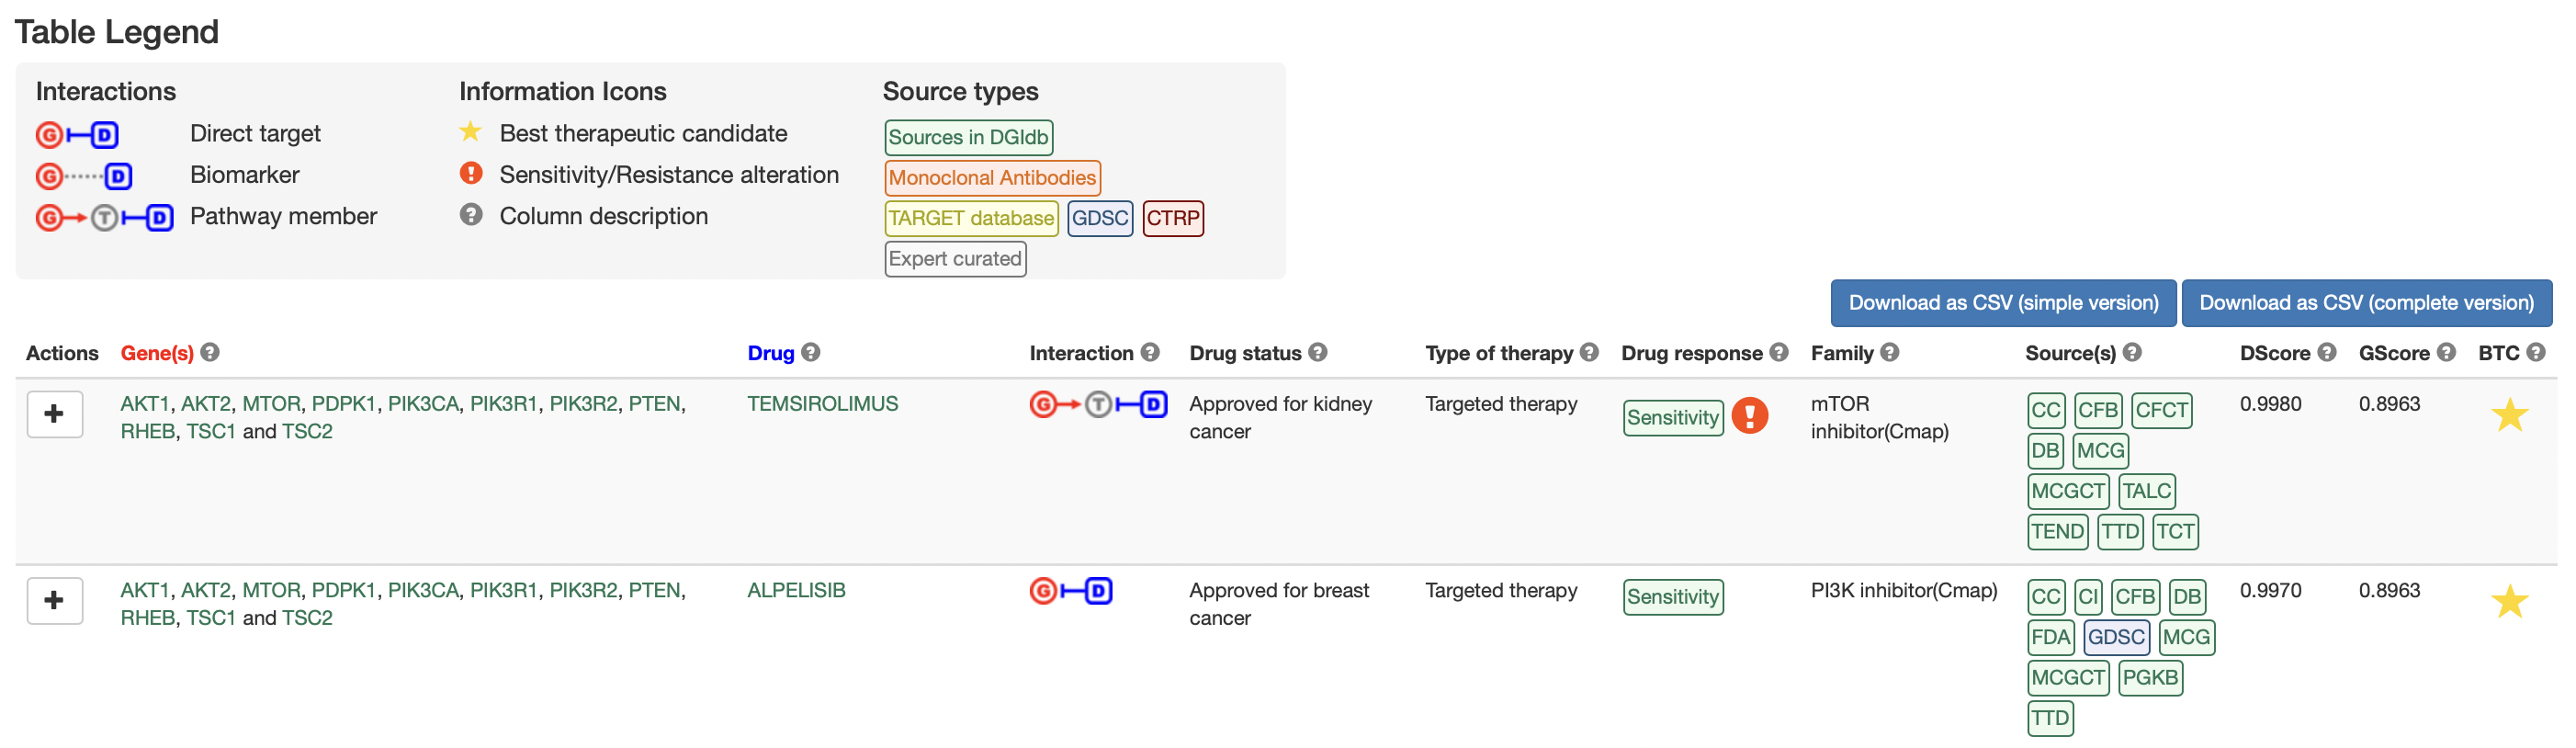 Table Legend
Interactions
Information Icons
Source types
G D Direct target
Best therapeutic candidate
Sources in DGIdb
G D Biomarker
! Sensitivity/Resistance alteration
Monoclonal Antibodies
G T D Pathway member
? Column description
TARGET database GDSC CTRP
Expert curated
Download as CSV (simple version) Download as CSV (complete version)
Actions Gene(s) ? Drug ? Interaction ? Drug status ? Type of therapy ? Drug response ? Family ? Source(s) ? DScore ? GScore ? BTC ?
+ AKT1, AKT2, MTOR, PDPK1, PIK3CA, PIK3R1, PIK3R2, PTEN,
RHEB, TSC1 and TSC2
TEMSIROLIMUS
G T D
Approved for kidney
cancer
Targeted therapy
Sensitivity !
mTOR
inhibitor(Cmap)
CC CFB CFCT
DB MCG
MCGCT TALC
TEND TTD TCT
0.9980
0.8963
+ AKT1, AKT2, MTOR, PDPK1, PIK3CA, PIK3R1, PIK3R2, PTEN,
RHEB, TSC1 and TSC2
ALPELISIB
G D
Approved for breast
cancer
Targeted therapy
Sensitivity
PI3K inhibitor(Cmap)
CC CI CFB DB
FDA GDSC MCG
MCGCT PGKB
TTD
0.9970
0.8963